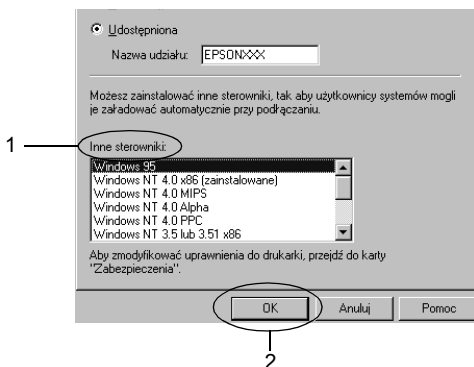 Udostępniona
Nazwa udziału: EPSONXXX
Możesz zainstalować inne sterowniki, tak aby użytkownicy systemów mogli
je załadować automatycznie przy podłączaniu.
1
Inne sterowniki:
Windows 95
Windows NT 4.0 x86 (zainstalowane)
Windows NT 4.0 MIPS
Windows NT 4.0 Alpha
Windows NT 4.0 PPC
Windows NT 3.5 lub 3.51 x86
Aby zmodyfikować uprawnienia do drukarki, przejdź do karty
"Zabezpieczenia".
OK Anuluj Pomoc
2